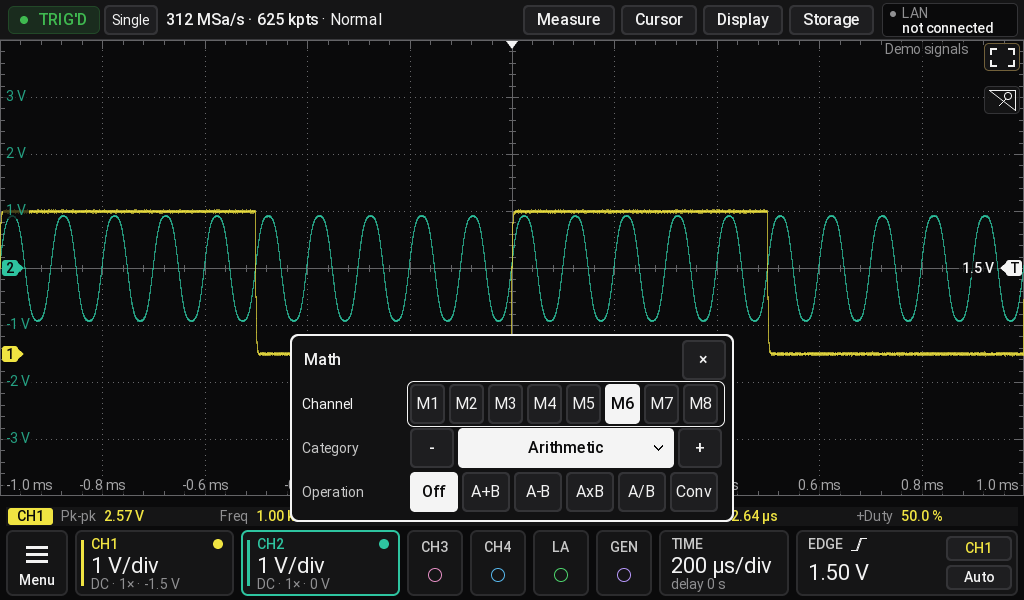 TRIG'D Single 312 MSa/s · 625 kpts · Normal Measure Cursor Display Storage LAN
not connected
Demo signals
3 V
2 V
1 V
2 1.5 V T
-1 V
1
-2 V
-3 V
-1.0 ms -0.8 ms -0.6 ms 0.6 ms 0.8 ms 1.0 ms
Math ×
Channel M1 M2 M3 M4 M5 M6 M7 M8
Category - Arithmetic +
Operation Off A+B A-B AxB A/B Conv
CH1 Pk-pk 2.57 V Freq 1.00 2.64 µs +Duty 50.0 %
Menu
CH1
1 V/div
DC · 1× · -1.5 V
CH2
1 V/div
DC · 1× · 0 V
CH3 CH4 LA GEN
TIME
200 µs/div
delay 0 s
EDGE
1.50 V
CH1
Auto